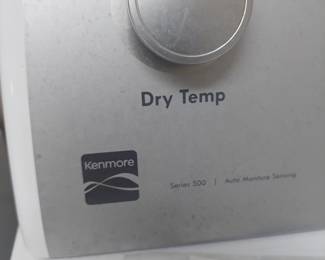 Dry Temp
Kenmore
Series 500 | Auto Moisture Sensing